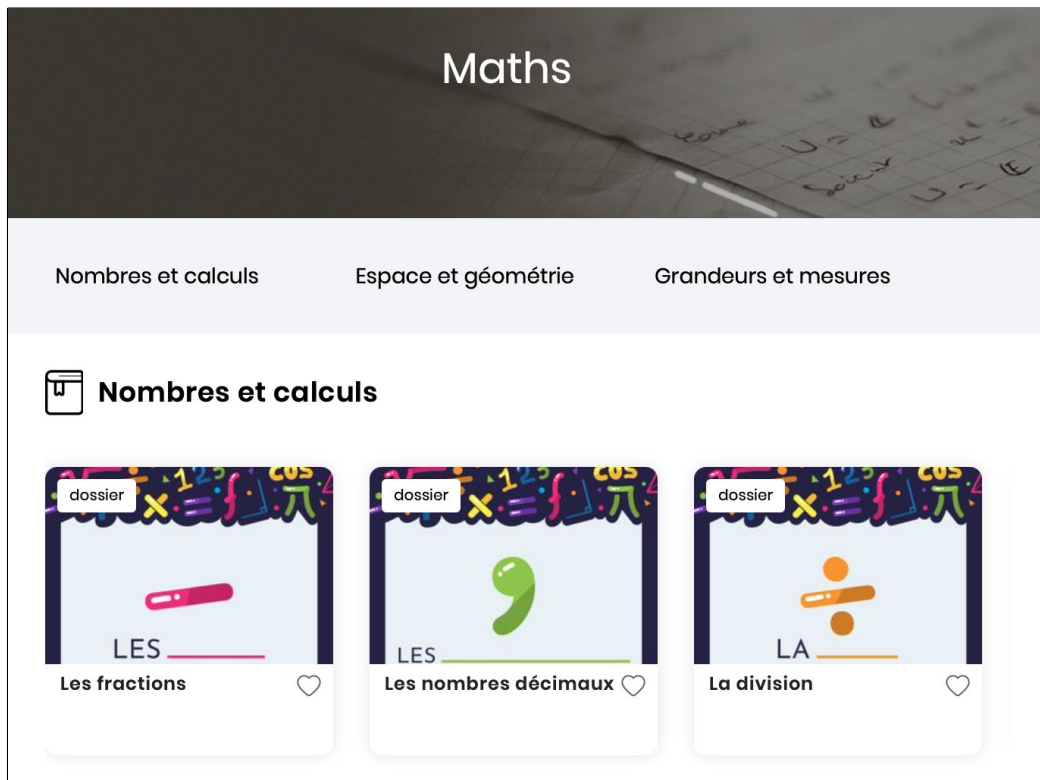 Maths
Nombres et calculs
Espace et géométrie
Grandeurs et mesures
Nombres et calculs
dossier
LES
Les fractions
dossier
LES
Les nombres décimaux
dossier
LA
La division